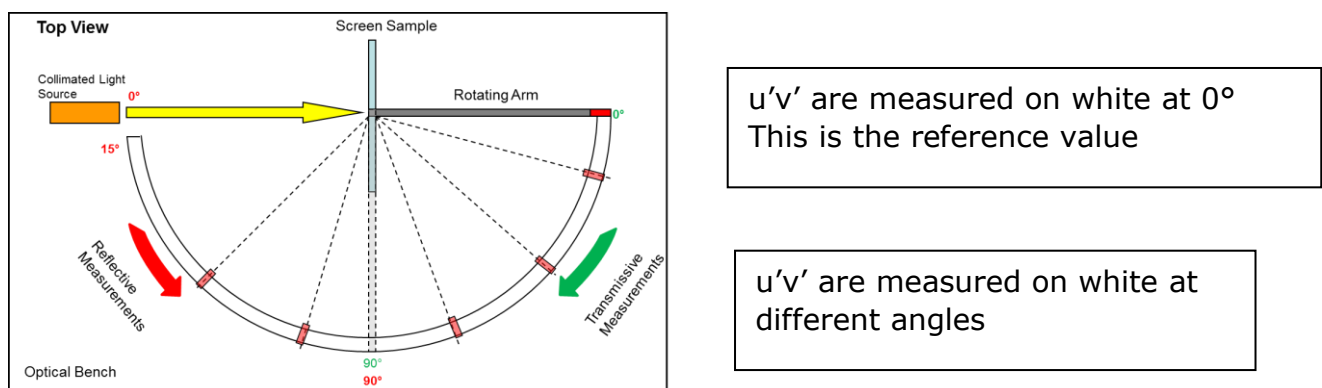 Top View
Screen Sample
Collimated Light
Source
0°
Rotating Arm
0°
15°
Reflective
Measurements
Transmissive
Measurements
90°
90°
Optical Bench
u’v’ are measured on white at 0°
This is the reference value
u’v’ are measured on white at
different angles